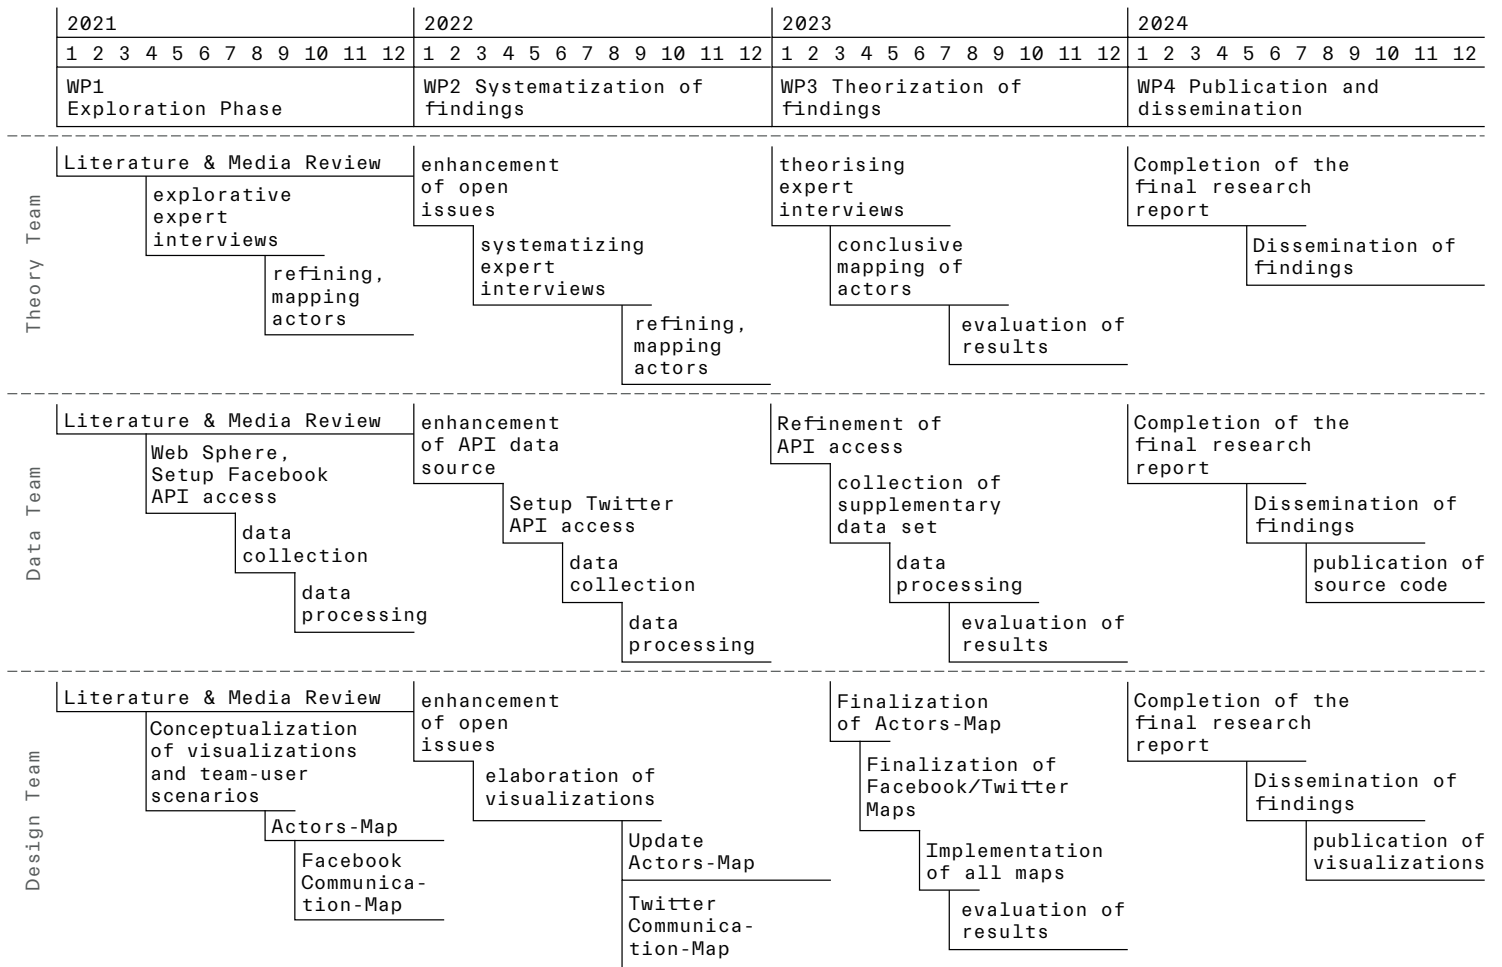 2021
2022
2023
2024
1 2 3 4 5 6 7 8 9 10 11 12
1 2 3 4 5 6 7 8 9 10 11 12
1 2 3 4 5 6 7 8 9 10 11 12
1 2 3 4 5 6 7 8 9 10 11 12
WP1
Exploration Phase
WP2 Systematization of
findings
WP3 Theorization of
findings
WP4 Publication and
dissemination
Theory Team
Literature & Media Review
explorative
expert
interviews
refining,
mapping
actors
enhancement
of open
issues
systematizing
expert
interviews
refining,
mapping
actors
theorising
expert
interviews
conclusive
mapping of
actors
evaluation of
results
Completion of the
final research
report
Dissemination of
findings
Data Team
Literature & Media Review
Web Sphere,
Setup Facebook
API access
data
collection
data
processing
enhancement
of API data
source
Setup Twitter
API access
data
collection
data
processing
Refinement of
API access
collection of
supplementary
data set
data
processing
evaluation of
results
Completion of the
final research
report
Dissemination of
findings
publication of
source code
Design Team
Literature & Media Review
Conceptualization
of visualizations
and team-user
scenarios
Actors-Map
Facebook
Communica-
tion-Map
enhancement
of open
issues
elaboration of
visualizations
Update
Actors-Map
Twitter
Communica-
tion-Map
Finalization
of Actors-Map
Finalization of
Facebook/Twitter
Maps
Implementation
of all maps
evaluation of
results
Completion of the
final research
report
Dissemination of
findings
publication of
visualizations